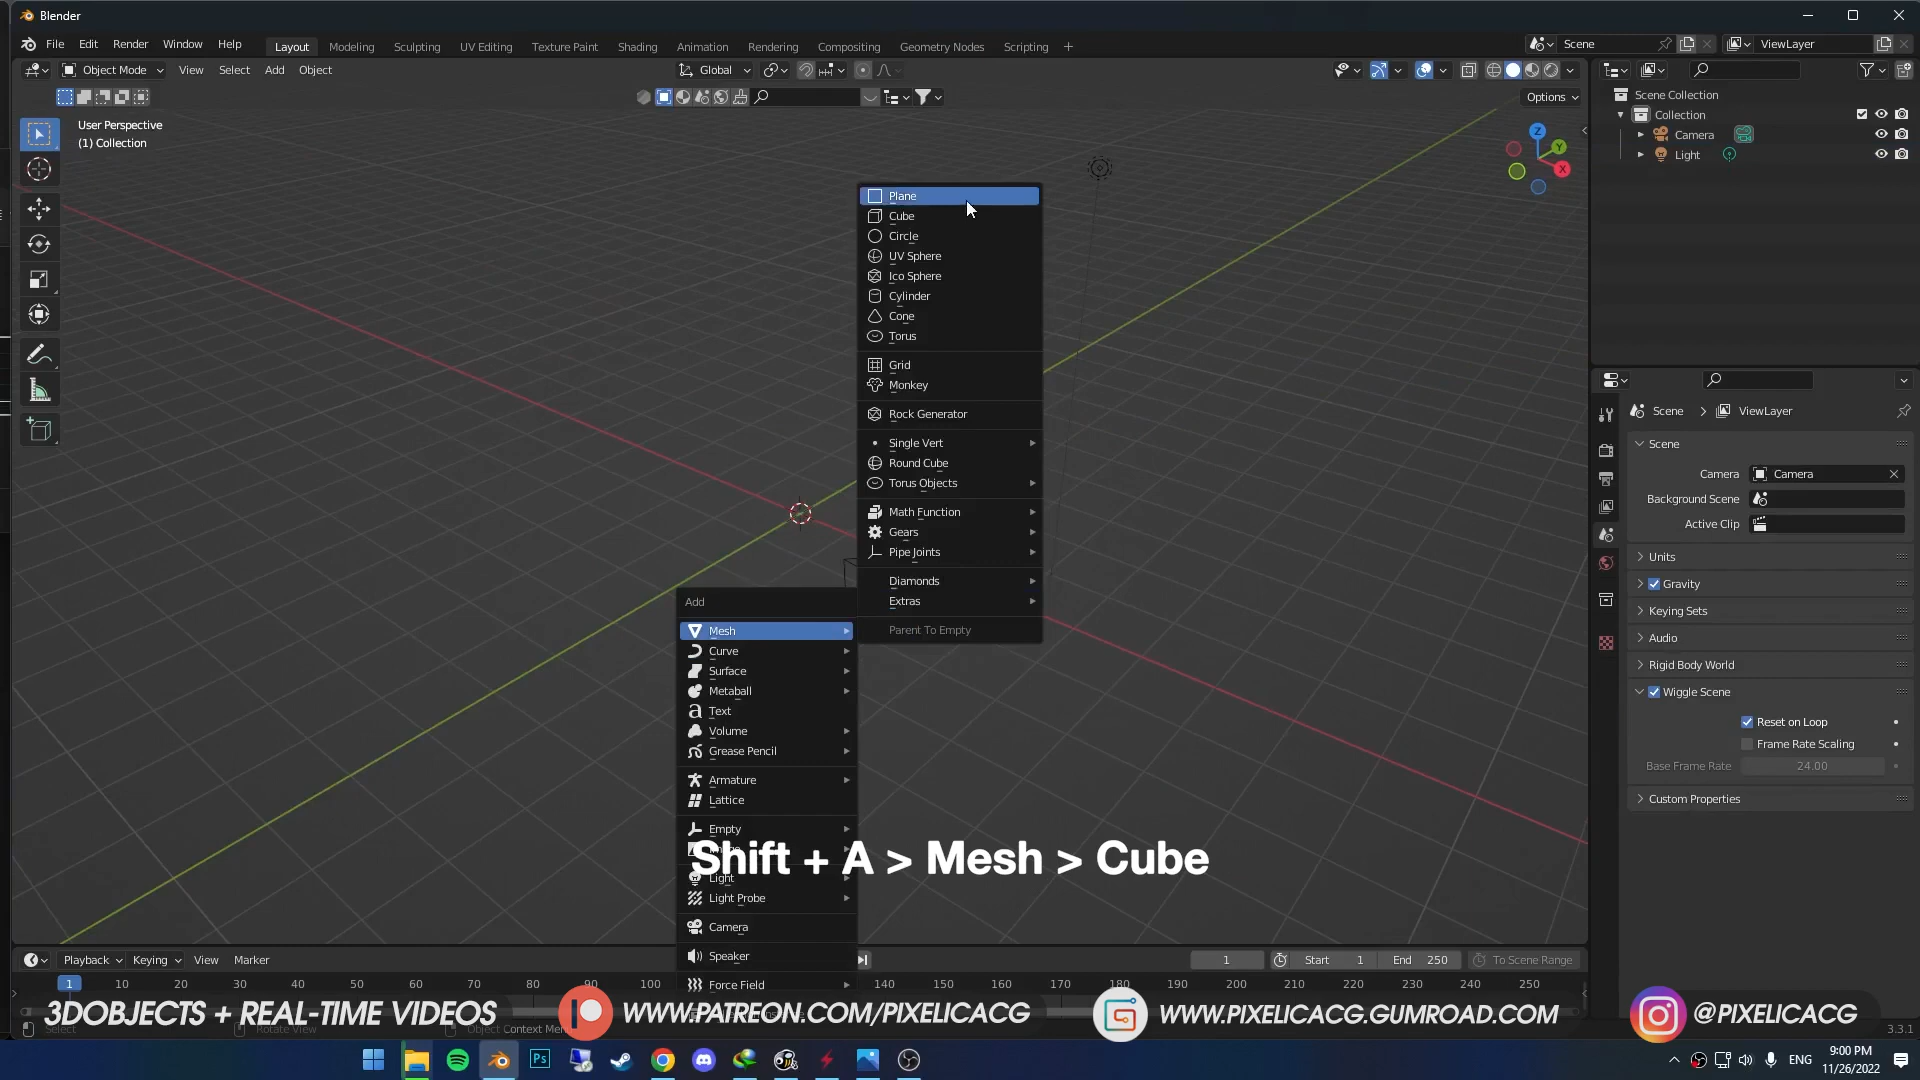 Blender
File Edit Render Window Help Layout Modeling Sculpting UV Editing Texture Paint Shading Animation Rendering Compositing Geometry Nodes Scripting + Scene ViewLayer
Object Mode View Select Add Object Global
Options
User Perspective
(1) Collection
Z
Y
X
Scene Collection
Collection
Camera
Light
Plane
Cube
Circle
UV Sphere
Ico Sphere
Cylinder
Cone
Torus
Grid
Monkey
Rock Generator
Single Vert
Round Cube
Torus Objects
Math Function
Gears
Pipe Joints
Diamonds
Extras
Parent To Empty
Add
Mesh
Curve
Surface
Metaball
Text
Volume
Grease Pencil
Armature
Lattice
Empty
Light
Light Probe
Camera
Speaker
Force Field
Shift + A > Mesh > Cube
Scene > ViewLayer
Scene
Camera Camera
Background Scene
Active Clip
Units
Gravity
Keying Sets
Audio
Rigid Body World
Wiggle Scene
Reset on Loop
Frame Rate Scaling
Base Frame Rate 24.00
Custom Properties
Playback Keying View Marker 1 Start 1 End 250 To Scene Range
1 10 20 30 40 50 60 70 80 90 100 140 150 160 170 180 190 200 210 220 230 240 250
3DOBJECTS + REAL-TIME VIDEOS WWW.PATREON.COM/PIXELICACG WWW.PIXELICACG.GUMROAD.COM @PIXELICACG
Select Rotate View Object Context Menu 3.3.1
Ps ENG 9:00 PM
11/26/2022